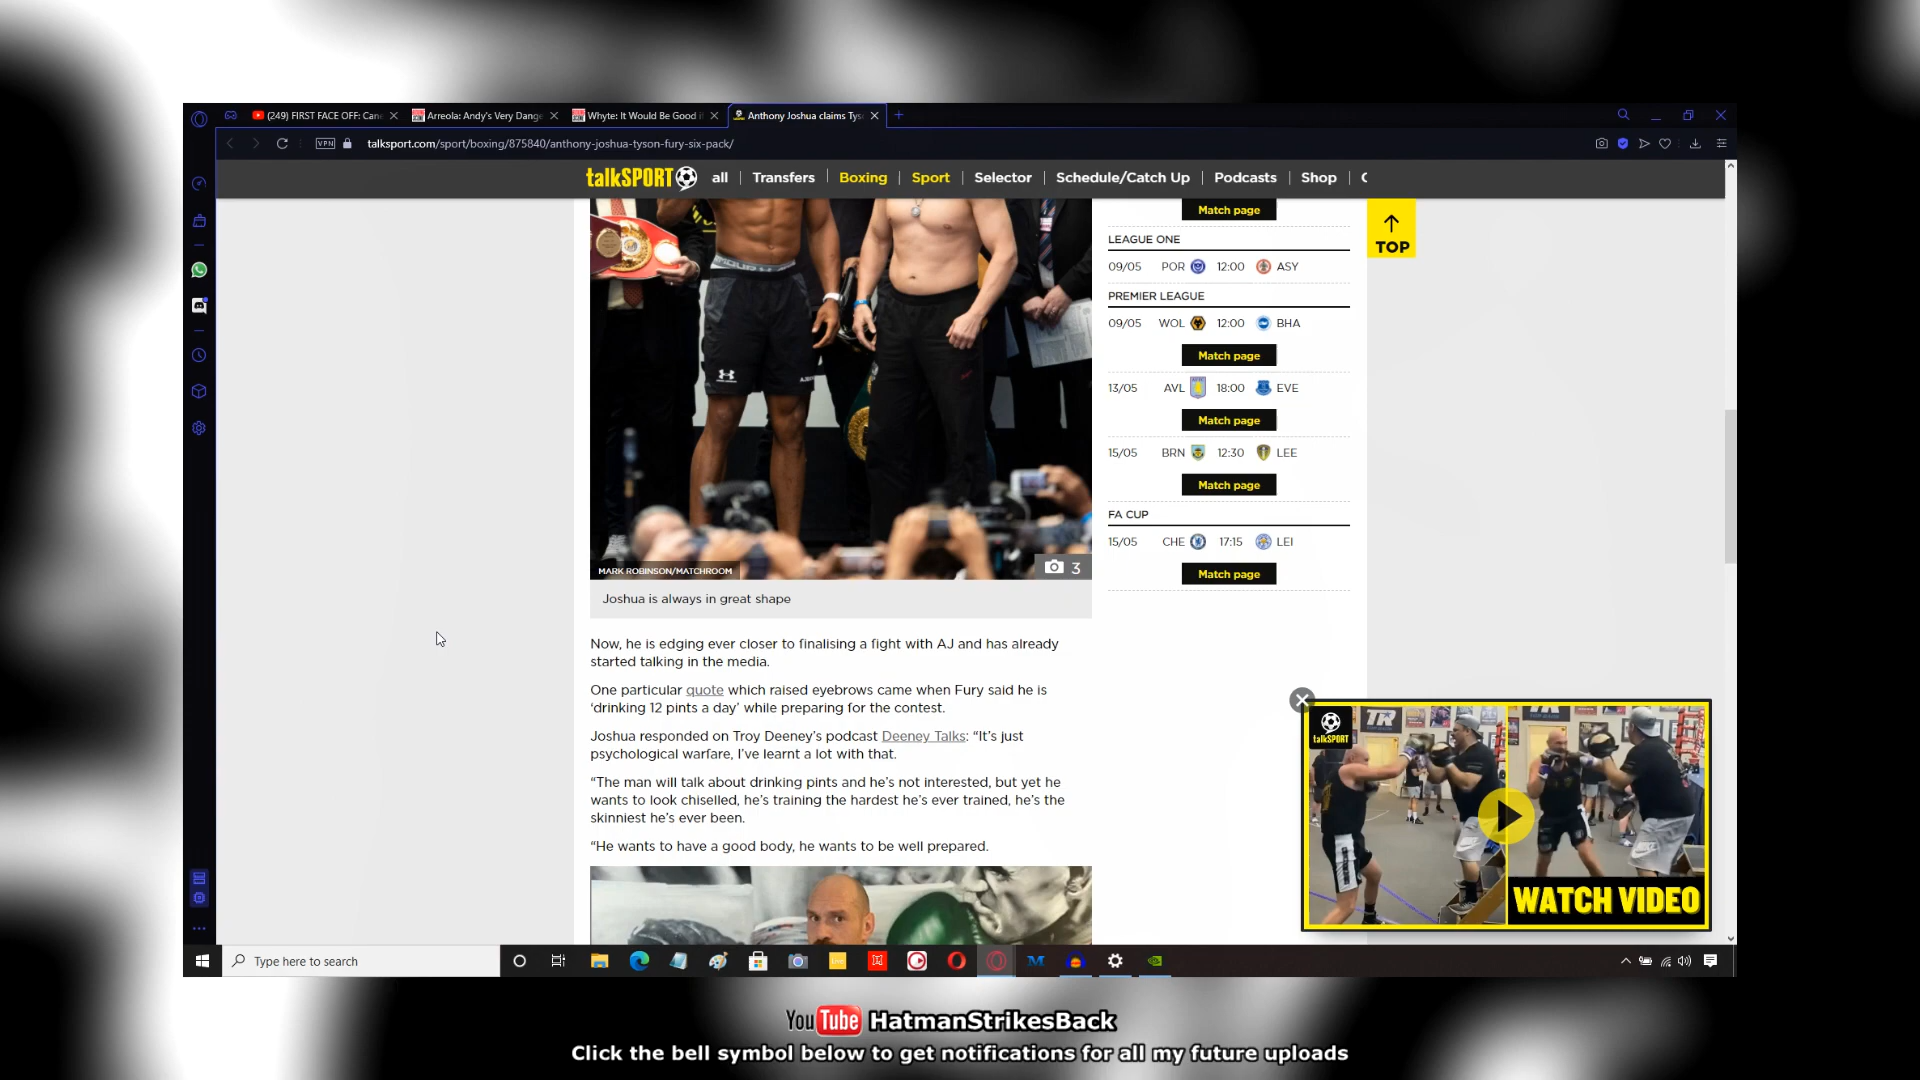 (249) FIRST FACE OFF: Can
Arreola: Andy's Very Dange
Whyte: It Would Be Good i
Anthony Joshua claims Tys
VPN
talksport.com/sport/boxing/875840/anthony-joshua-tyson-fury-six-pack/
talkSPORT
all | Transfers | Boxing | Sport | Selector | Schedule/Catch Up | Podcasts | Shop |
Match page
TOP
LEAGUE ONE
09/05 POR 12:00 ASY
PREMIER LEAGUE
09/05 WOL 12:00 BHA
Match page
13/05 AVL 18:00 EVE
Match page
15/05 BRN 12:30 LEE
Match page
FA CUP
15/05 CHE 17:15 LEI
Match page
MARK ROBINSON/MATCHROOM
3
Joshua is always in great shape
Now, he is edging ever closer to finalising a fight with AJ and has already
started talking in the media.
One particular quote which raised eyebrows came when Fury said he is
‘drinking 12 pints a day’ while preparing for the contest.
Joshua responded on Troy Deeney’s podcast Deeney Talks: “It’s just
psychological warfare, I’ve learnt a lot with that.
“The man will talk about drinking pints and he’s not interested, but yet he
wants to look chiselled, he’s training the hardest he’s ever trained, he’s the
skinniest he’s ever been.
“He wants to have a good body, he wants to be well prepared.
talkSPORT
TR
WATCH VIDEO
Type here to search
YouTube HatmanStrikesBack
Click the bell symbol below to get notifications for all my future uploads